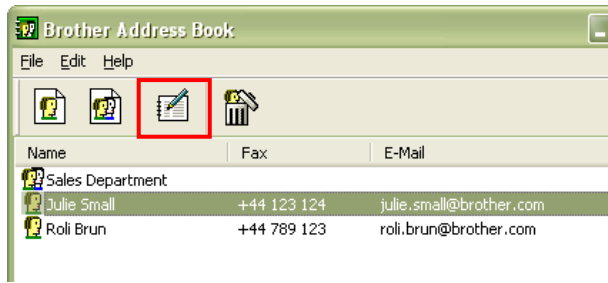 Brother Address Book
File Edit Help
Name Fax E-Mail
Sales Department
Julie Small +44 123 124 julie.small@brother.com
Roli Brun +44 789 123 roli.brun@brother.com